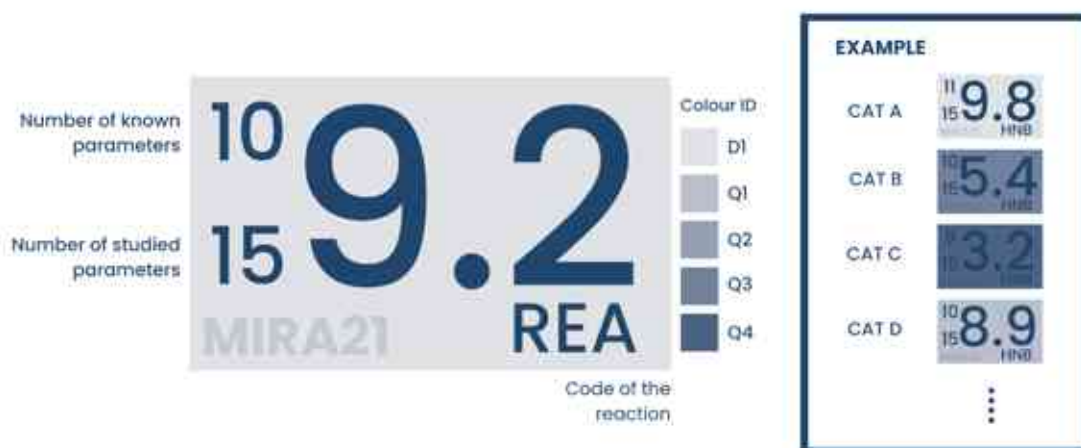 Number of known
parameters
10
9.2
Number of studied
parameters
15
MIRA21
REA
Code of the
reaction
Colour ID
D1
Q1
Q2
Q3
Q4
EXAMPLE
CAT A
11
15
9.8
HNB
CAT B
10
15
5.4
HNB
CAT C
3.2
CAT D
10
15
8.9
HNB